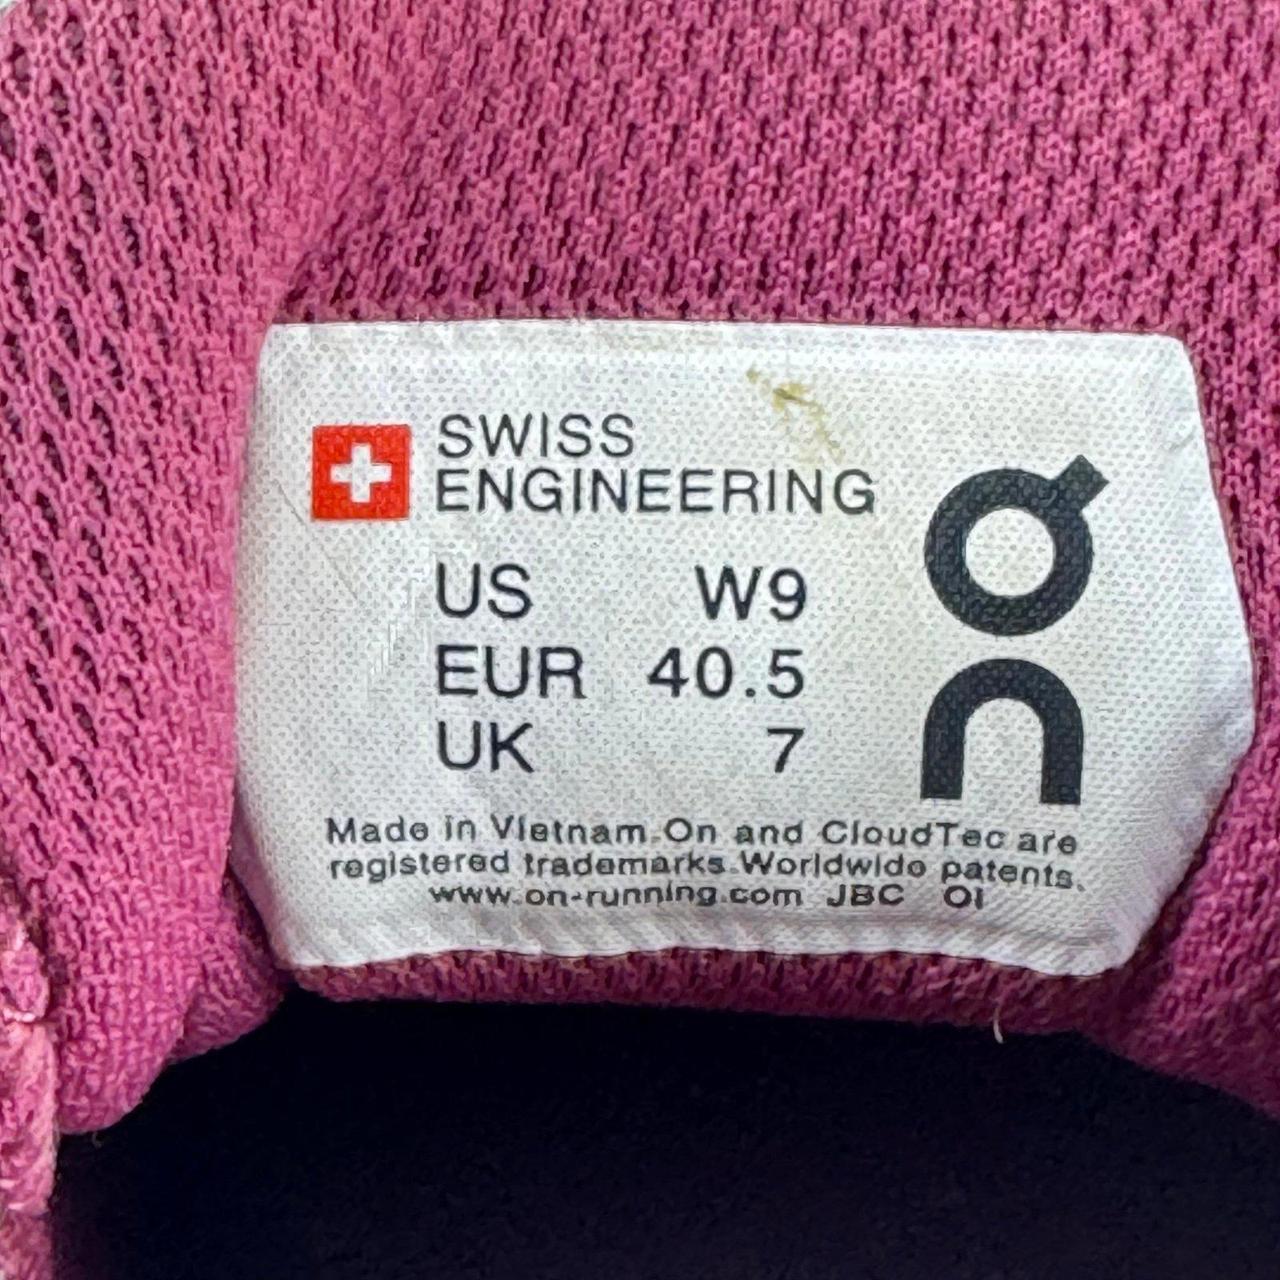 SWISS
ENGINEERING
US W9
EUR 40.5
UK 7
On
Made in Vietnam. On and CloudTec are
registered trademarks. Worldwide patents.
www.on-running.com JBC 01